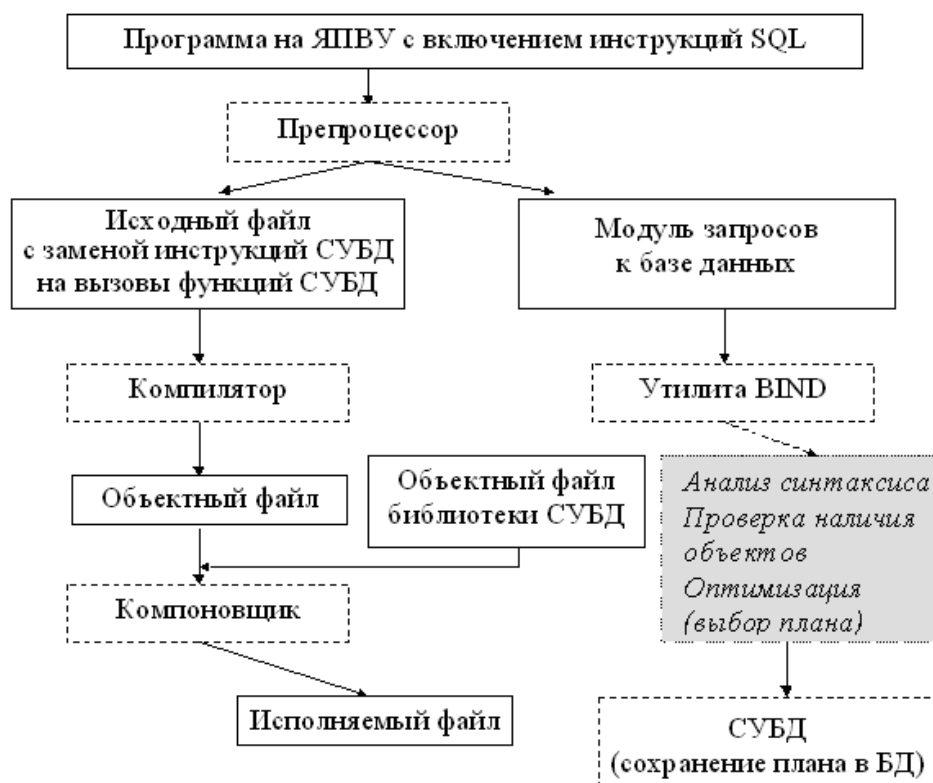 Программа на ЯПВУ с включением инструкций SQL
Препроцессор
Исходный файл
с заменой инструкций СУБД
на вызовы функций СУБД
Модуль запросов
к базе данных
Компилятор
Утилита BIND
Объектный файл
Объектный файл
библиотеки СУБД
Анализ синтаксиса
Проверка наличия
объектов
Оптимизация
(выбор плана)
Компоновщик
Исполняемый файл
СУБД
(сохранение плана в БД)